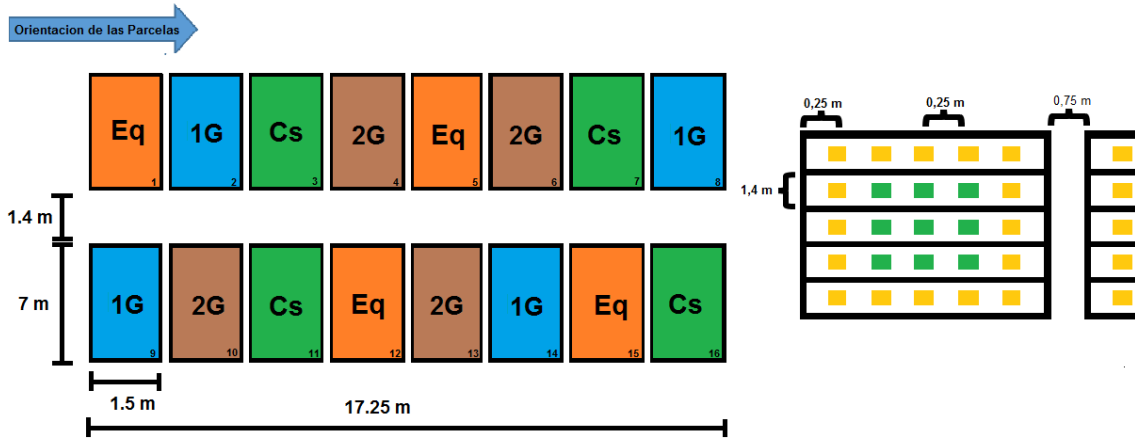 Orientacion de las Parcelas
Eq 1
1G 2
Cs 3
2G 4
Eq 5
2G 6
Cs 7
1G 8
1.4 m
7 m
1G 9
2G 10
Cs 11
Eq 12
2G 13
1G 14
Eq 15
Cs 16
1.5 m
17.25 m
0,25 m
0,25 m
0,75 m
1,4 m